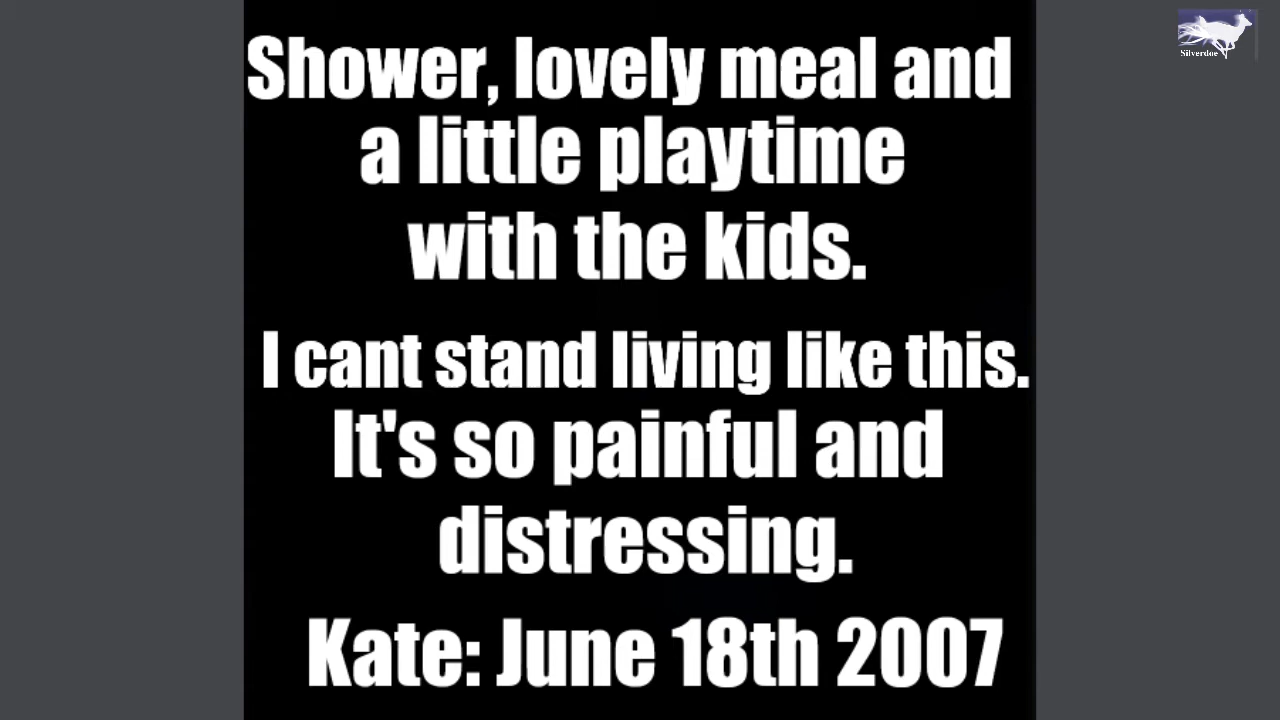 Silverdoe
Shower, lovely meal and
a little playtime
with the kids.
I cant stand living like this.
It's so painful and
distressing.
Kate: June 18th 2007